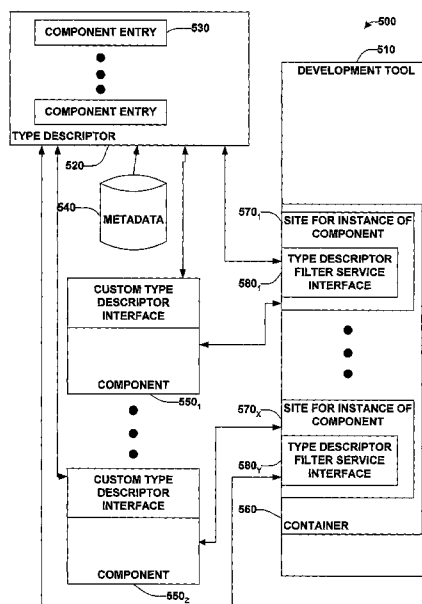 500
COMPONENT ENTRY
530
510
DEVELOPMENT TOOL
COMPONENT ENTRY
TYPE DESCRIPTOR
520
540
METADATA
570₁
SITE FOR INSTANCE OF
COMPONENT
580₁
TYPE DESCRIPTOR
FILTER SERVICE
INTERFACE
CUSTOM TYPE
DESCRIPTOR
INTERFACE
COMPONENT
550₁
570ₓ
SITE FOR INSTANCE OF
COMPONENT
580ᵧ
TYPE DESCRIPTOR
FILTER SERVICE
INTERFACE
CUSTOM TYPE
DESCRIPTOR
INTERFACE
560
CONTAINER
COMPONENT
550₂